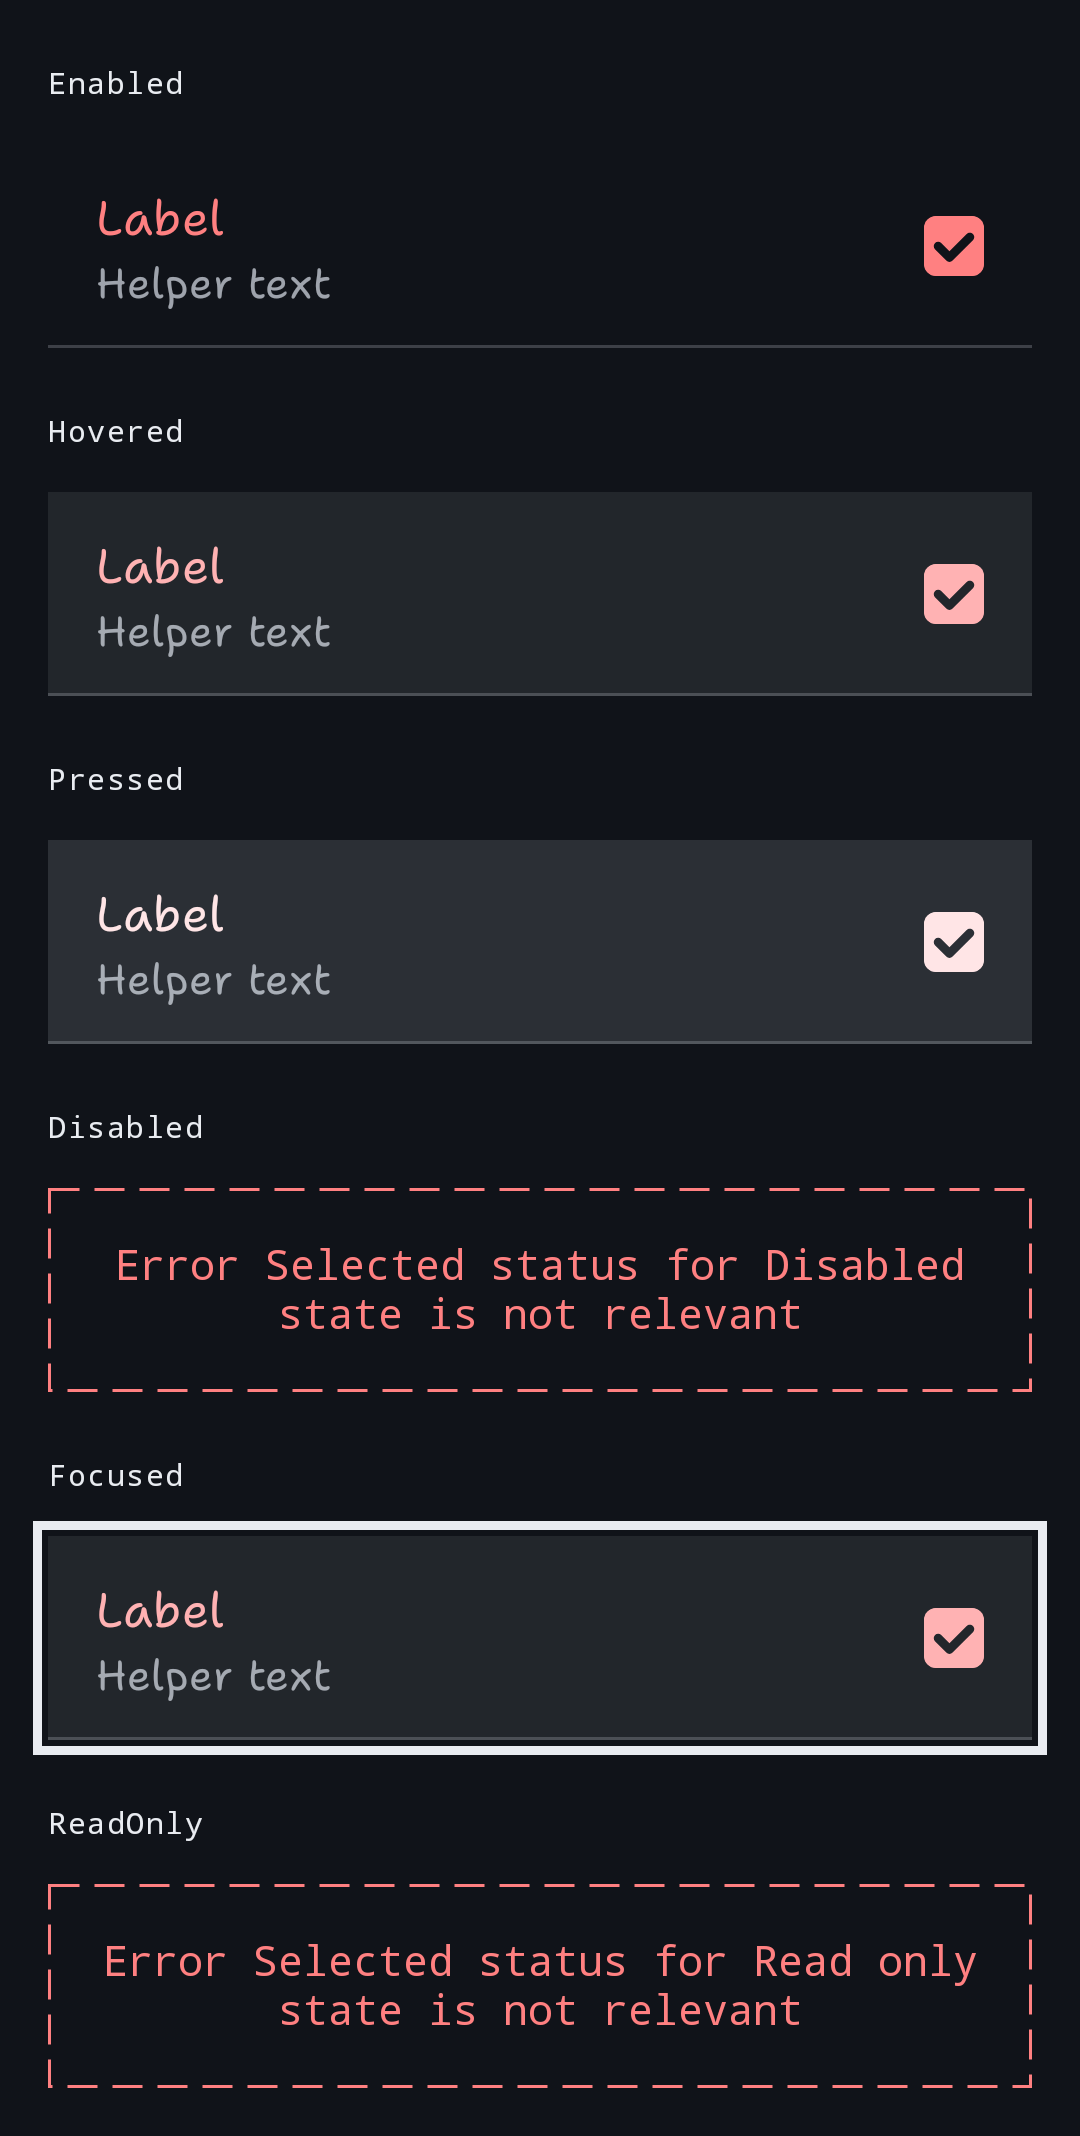 Enabled
Label
Helper text
Hovered
Label
Helper text
Pressed
Label
Helper text
Disabled
Error Selected status for Disabled
state is not relevant
Focused
Label
Helper text
ReadOnly
Error Selected status for Read only
state is not relevant